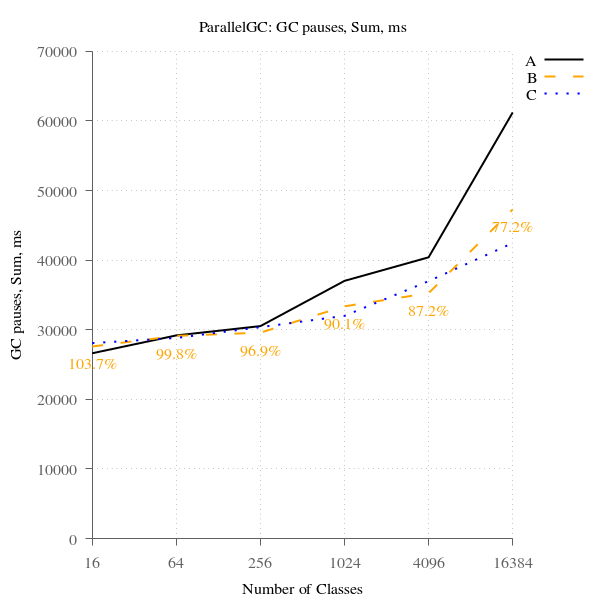 ParallelGC: GC pauses, Sum, ms
70000
60000
50000
40000
30000
20000
10000
0
GC pauses, Sum, ms
A
B
C
103.7%
99.8%
96.9%
90.1%
87.2%
77.2%
16 64 256 1024 4096 16384
Number of Classes